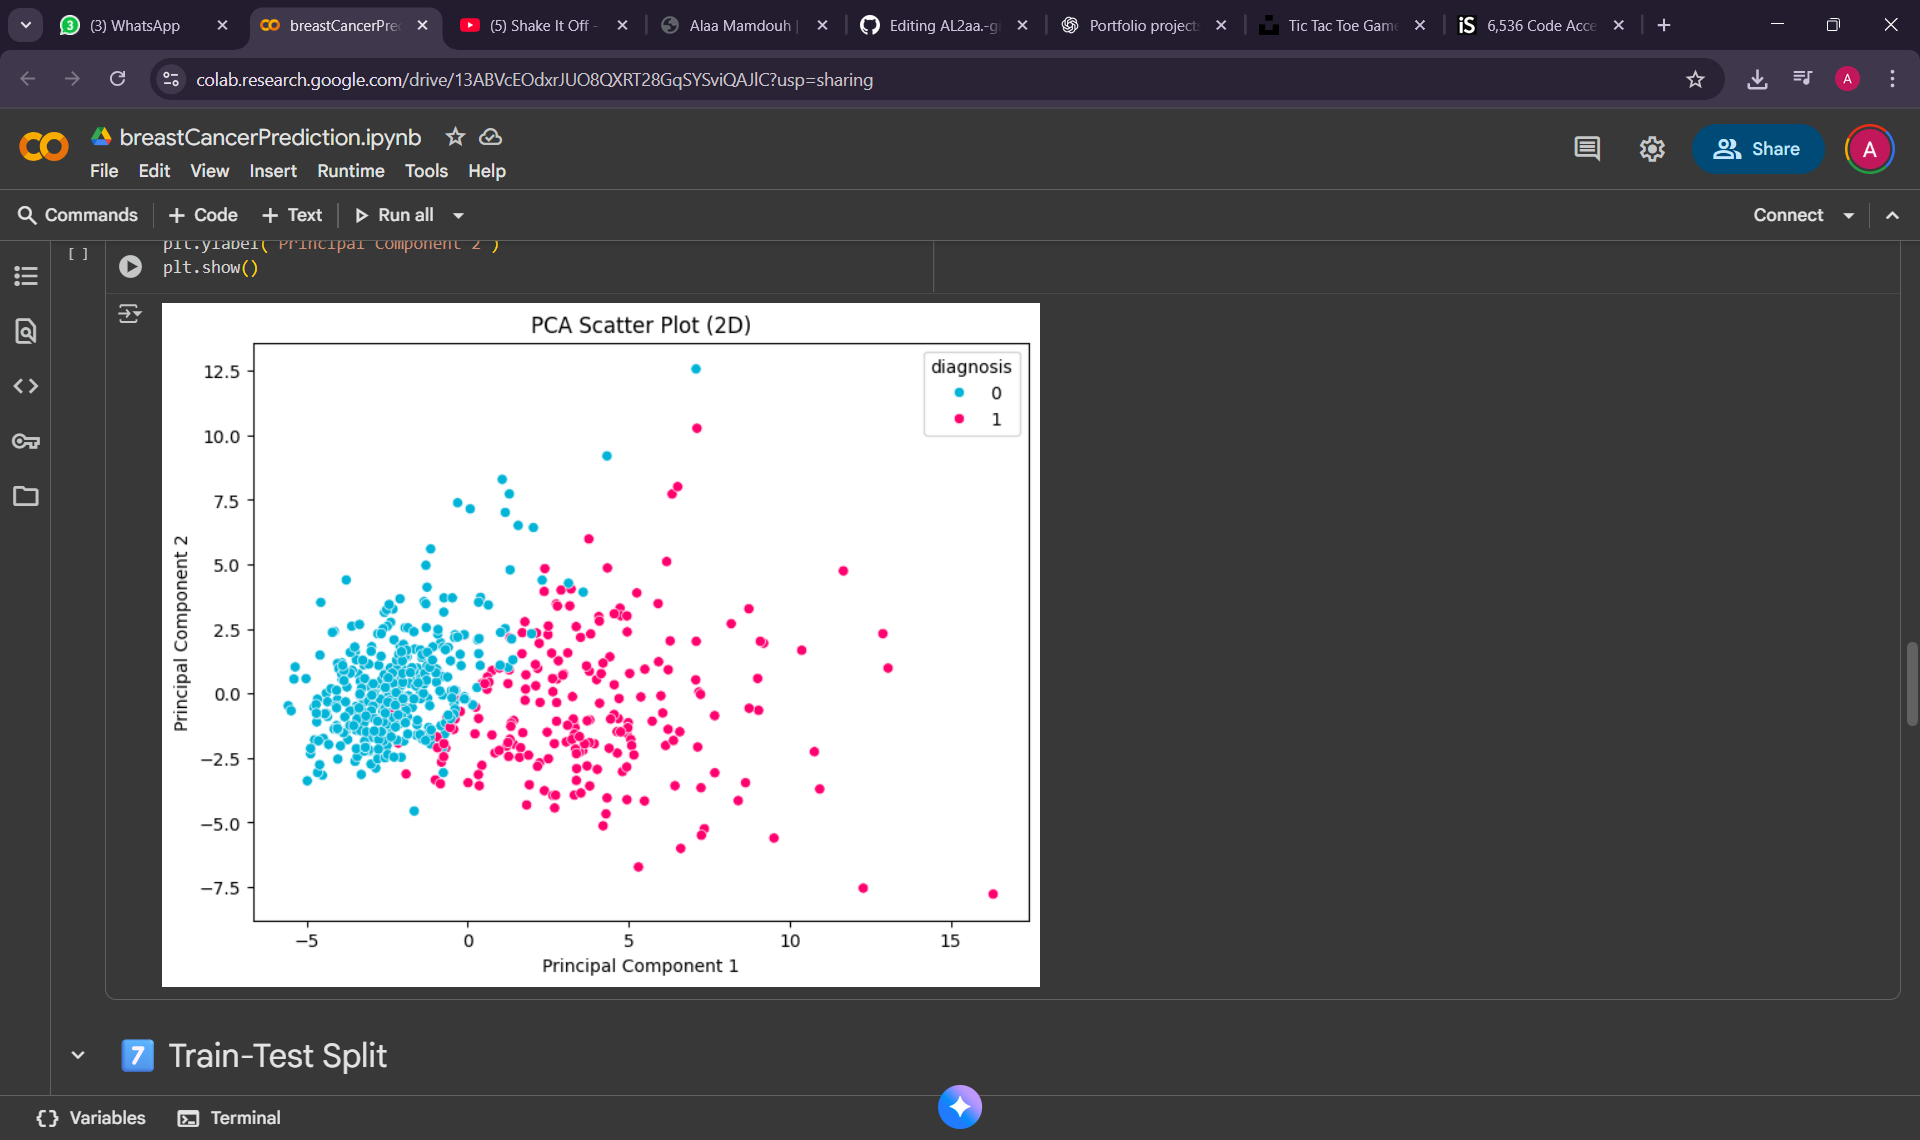 (3) WhatsApp
breastCancerPre
(5) Shake It Off -
Alaa Mamdouh |
Editing AL2aa.-gi
Portfolio project
Tic Tac Toe Game
iS 6,536 Code Acce
colab.research.google.com/drive/13ABVcEOdxrJUO8QXRT28GqSYSviQAJlC?usp=sharing
A
CO breastCancerPrediction.ipynb
File Edit View Insert Runtime Tools Help
Share
A
Commands + Code + Text Run all
Connect
[ ]
plt.ylabel('Principal Component 2')
plt.show()
PCA Scatter Plot (2D)
diagnosis
0
1
12.5
10.0
7.5
5.0
2.5
0.0
−2.5
−5.0
−7.5
Principal Component 2
−5 0 5 10 15
Principal Component 1
7 Train-Test Split
{} Variables
Terminal